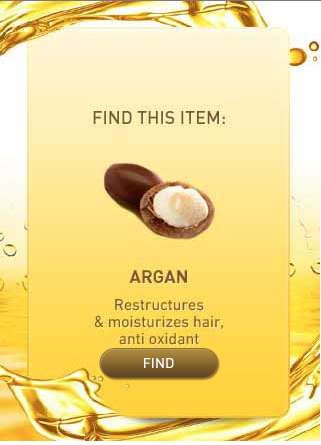 FIND THIS ITEM:
ARGAN
Restructures
& moisturizes hair,
anti oxidant
FIND